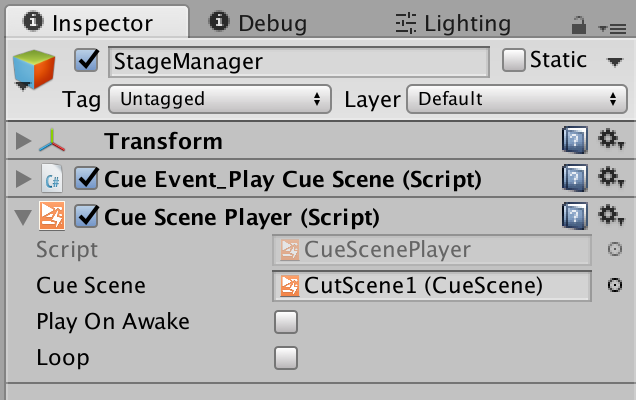 Inspector Debug Lighting
StageManager Static
Tag Untagged Layer Default
Transform
C# Cue Event_Play Cue Scene (Script)
Cue Scene Player (Script)
Script CueScenePlayer
Cue Scene CutScene1 (CueScene)
Play On Awake
Loop